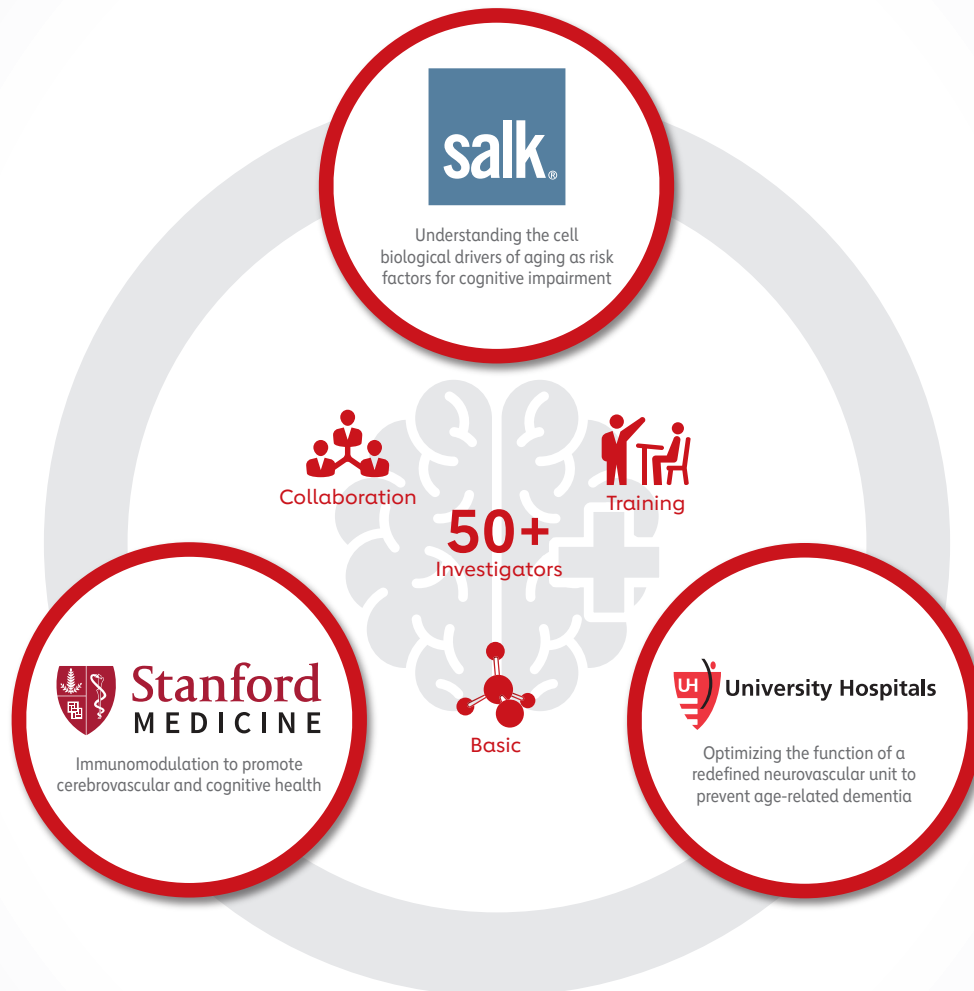 salk®
Understanding the cell
biological drivers of aging as risk
factors for cognitive impairment
Collaboration
Training
50+
Investigators
Stanford
MEDICINE
Immunomodulation to promote
cerebrovascular and cognitive health
Basic
UH
University Hospitals
Optimizing the function of a
redefined neurovascular unit to
prevent age-related dementia